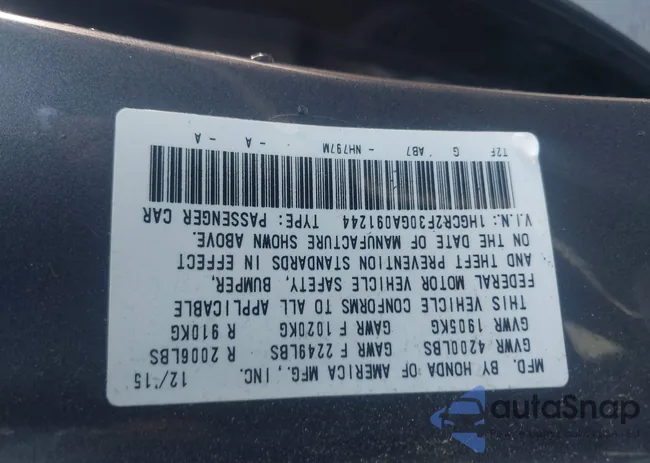 MFD. BY HONDA OF AMERICA MFG., INC. 12/'15
GVWR 4200LBS GAWR F 2249LBS R 2006LBS
GVWR 1905KG GAWR F 1020KG R 910KG
THIS VEHICLE CONFORMS TO ALL APPLICABLE
FEDERAL MOTOR VEHICLE SAFETY, BUMPER,
AND THEFT PREVENTION STANDARDS IN EFFECT
ON THE DATE OF MANUFACTURE SHOWN ABOVE.
V.I.N.: 1HGCR2F30GA091244 TYPE: PASSENGER CAR
T2F G AB7 - NH797M - A - A
autoSnap